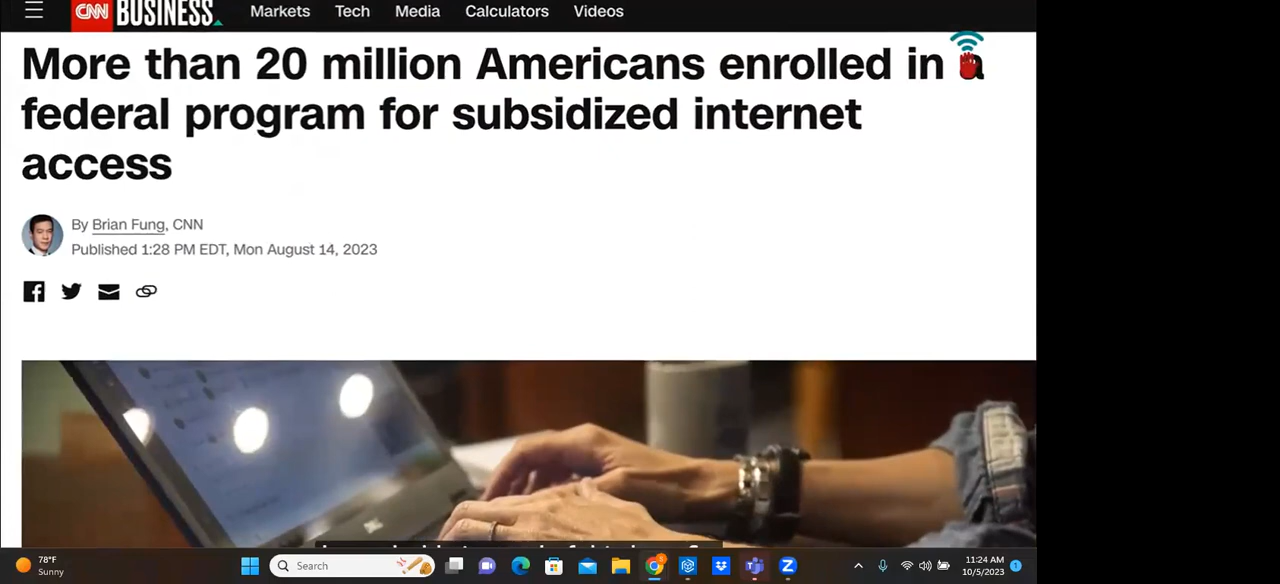 CNN BUSINESS
Markets Tech Media Calculators Videos
More than 20 million Americans enrolled in a
federal program for subsidized internet
access
By Brian Fung, CNN
Published 1:28 PM EDT, Mon August 14, 2023
78°F
Sunny
Search
11:24 AM
10/5/2023
1